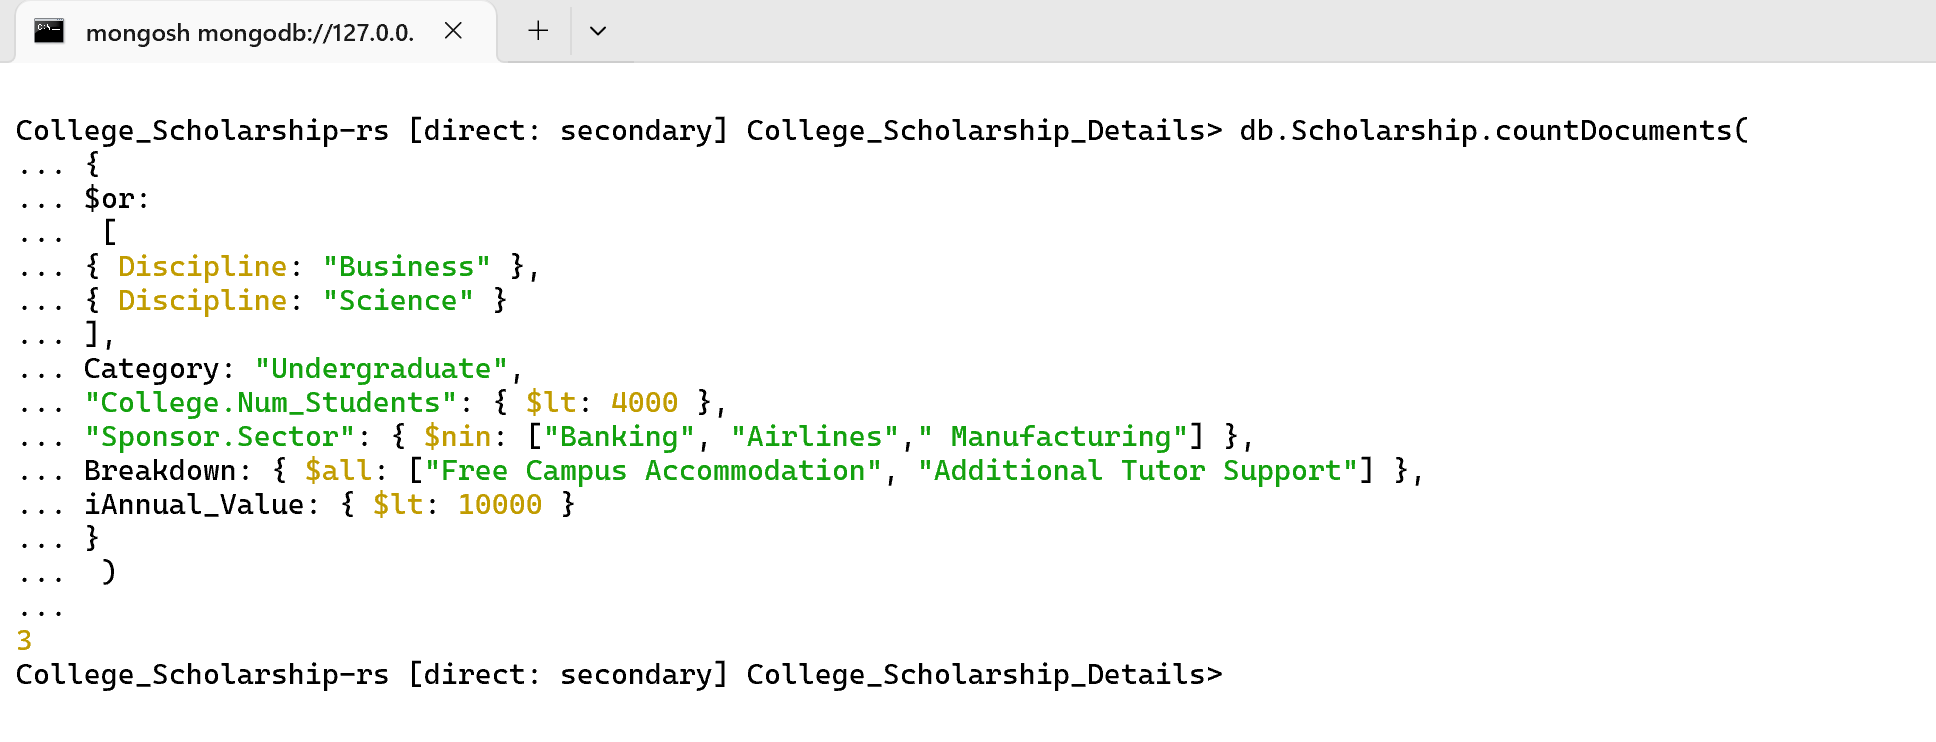 mongosh mongodb://127.0.0.
College_Scholarship-rs [direct: secondary] College_Scholarship_Details> db.Scholarship.countDocuments(
... {
... $or:
...  [
... { Discipline: "Business" },
... { Discipline: "Science" }
... ],
... Category: "Undergraduate",
... "College.Num_Students": { $lt: 4000 },
... "Sponsor.Sector": { $nin: ["Banking", "Airlines"," Manufacturing"] },
... Breakdown: { $all: ["Free Campus Accommodation", "Additional Tutor Support"] },
... iAnnual_Value: { $lt: 10000 }
... }
...  )
...
3
College_Scholarship-rs [direct: secondary] College_Scholarship_Details>